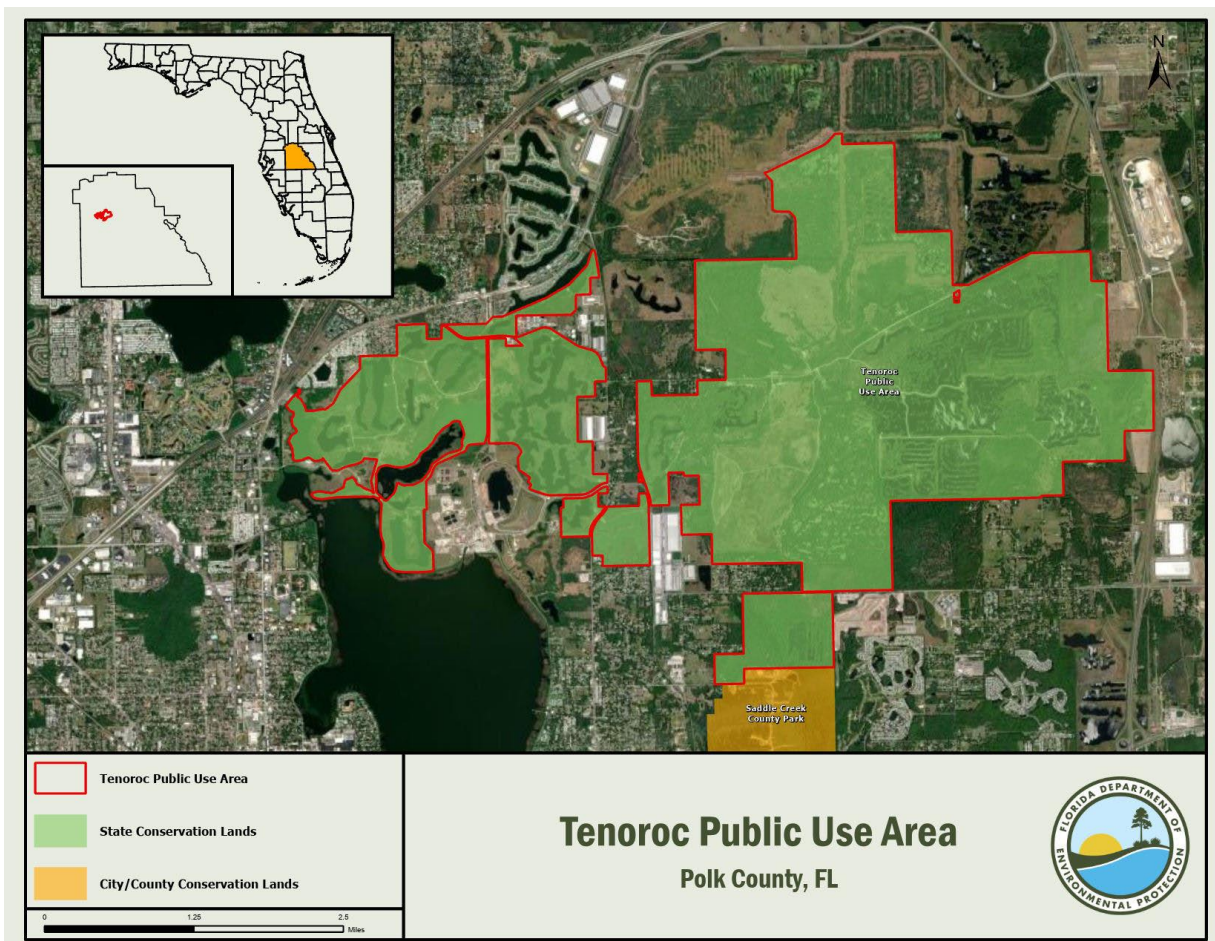 N
Tenoroc
Public
Use Area
Saddle Creek
County Park
Tenoroc Public Use Area
State Conservation Lands
City/County Conservation Lands
0 1.25 2.5
Miles
Tenoroc Public Use Area
Polk County, FL
FLORIDA DEPARTMENT OF
ENVIRONMENTAL PROTECTION